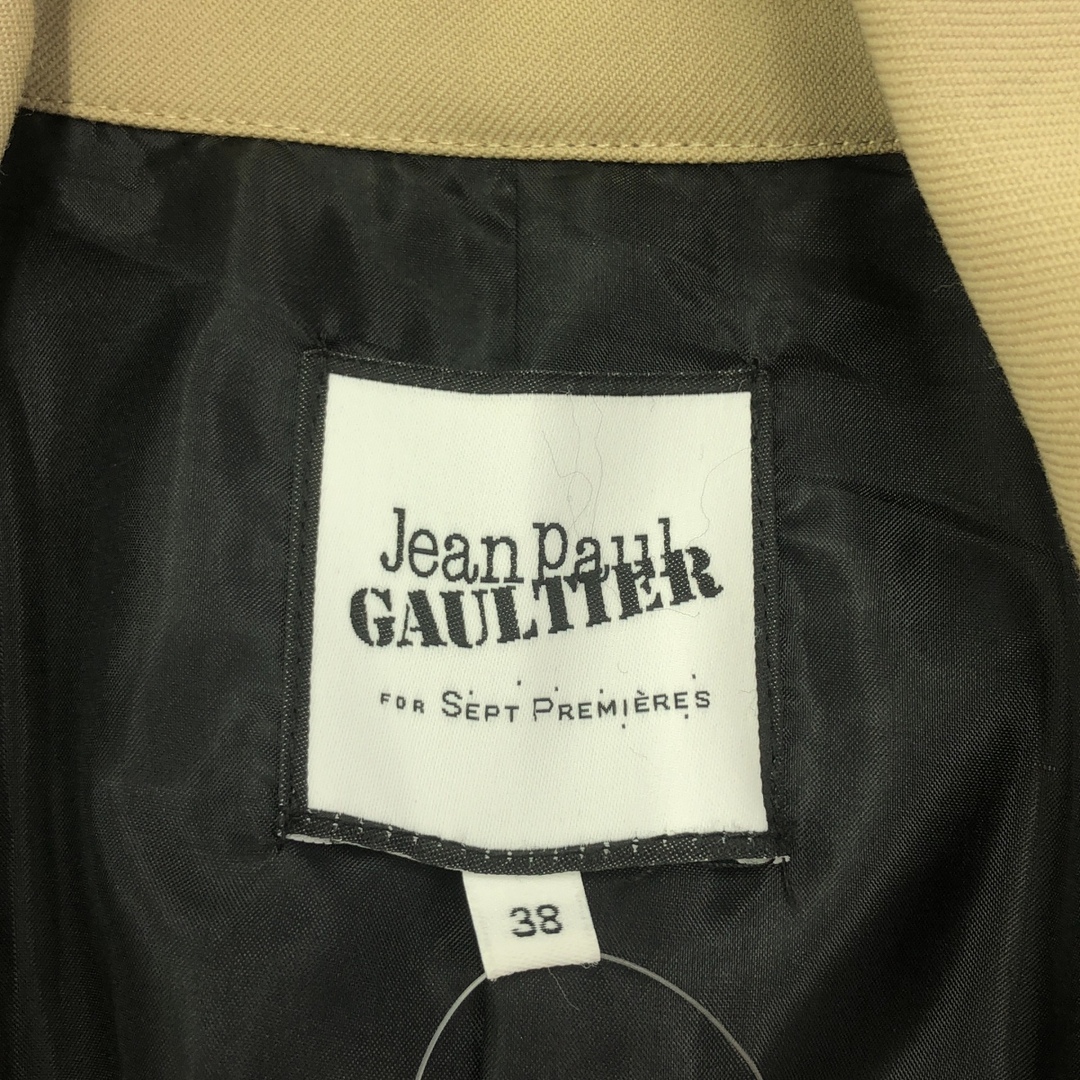 Jean Paul
GAULTIER
FOR SEPT PREMIÈRES
38